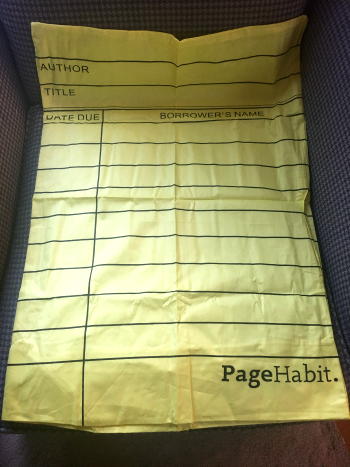 AUTHOR
TITLE
DATE DUE BORROWER'S NAME
PageHabit.